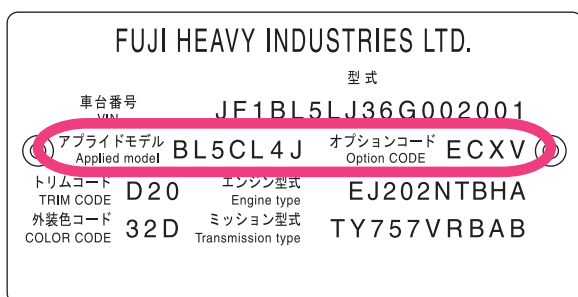 FUJI HEAVY INDUSTRIES LTD.
型式
車台番号 VIN JF1BL5LJ36G002001
アプライドモデル Applied model BL5CL4J オプションコード Option CODE ECXV
トリムコード TRIM CODE D20 エンジン型式 Engine type EJ202NTBHA
外装色コード COLOR CODE 32D ミッション型式 Transmission type TY757VRBAB